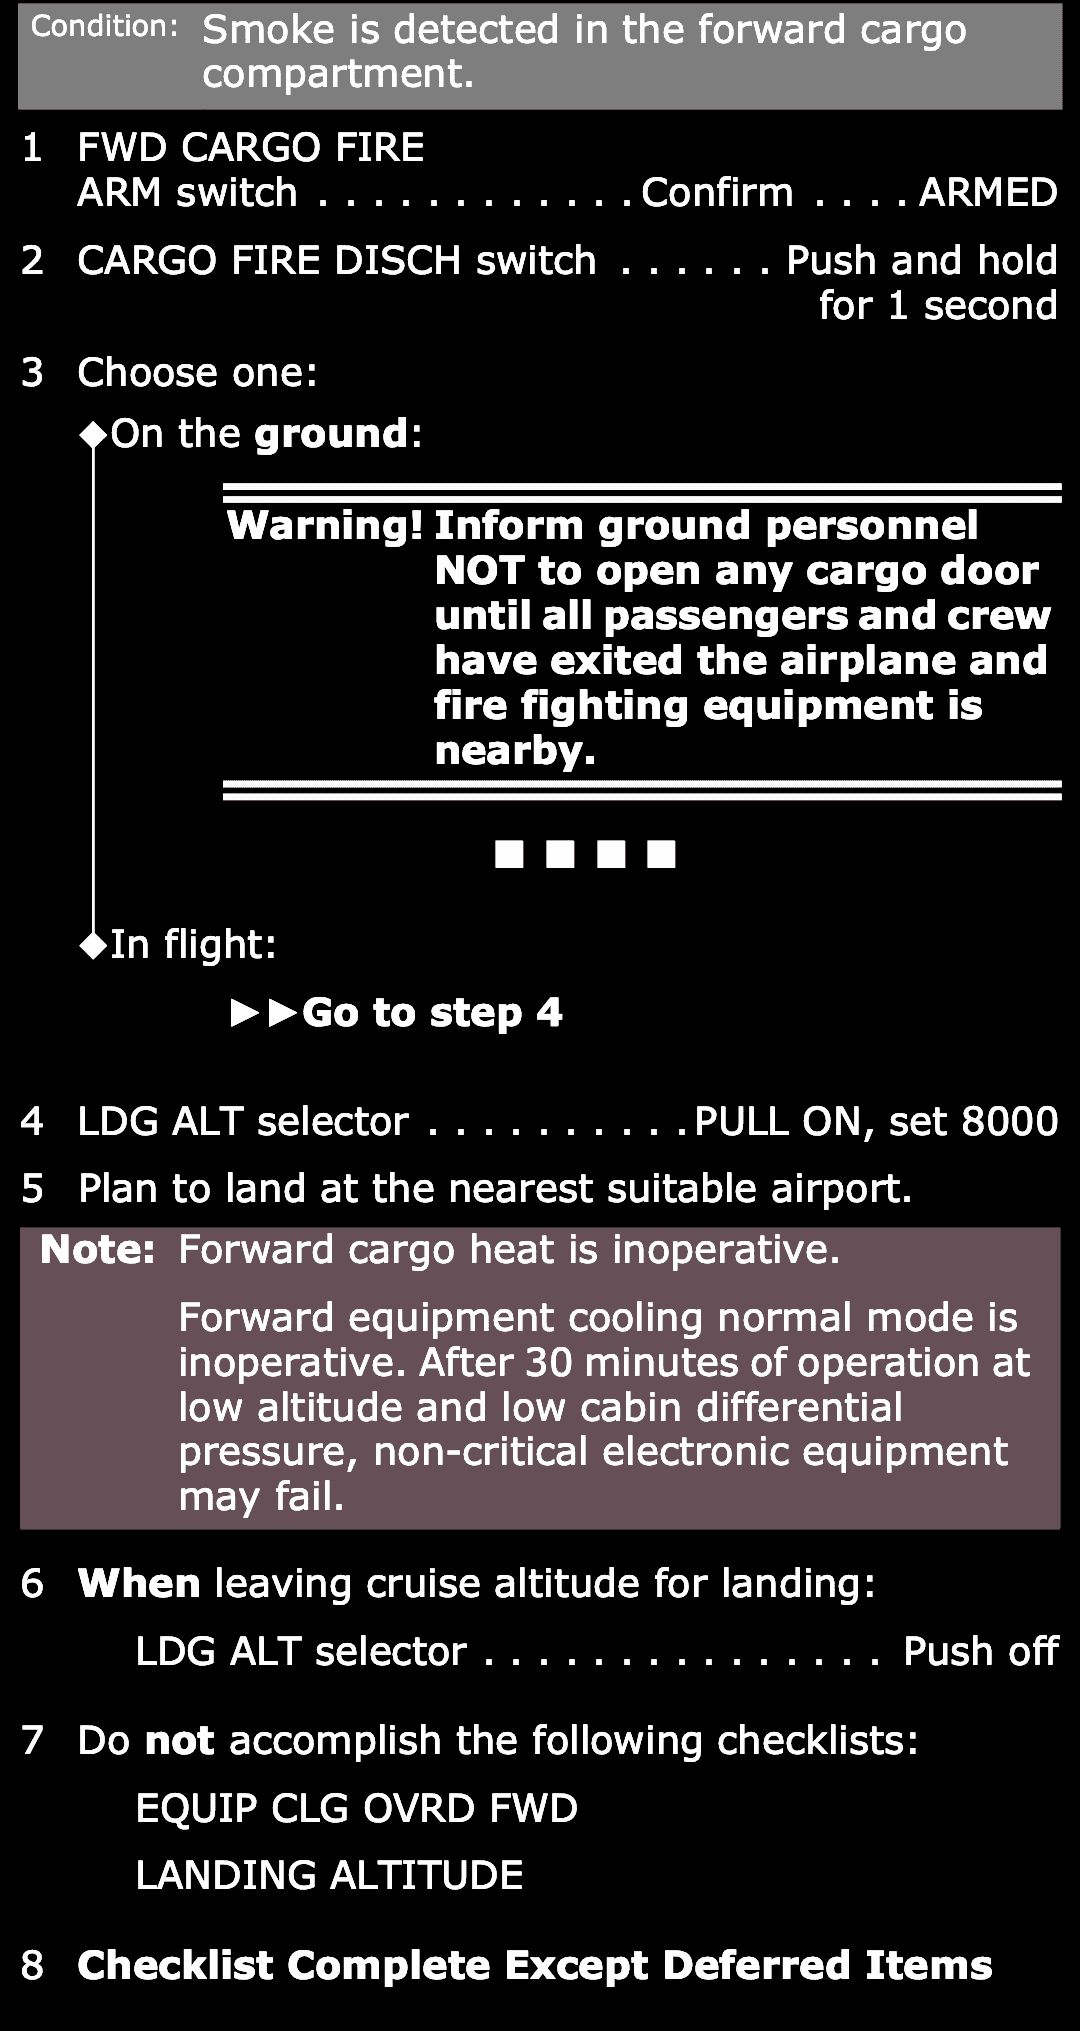 Condition: Smoke is detected in the forward cargo
compartment.
1 FWD CARGO FIRE
ARM switch . . . . . . . . . . . . Confirm . . . . ARMED
2 CARGO FIRE DISCH switch . . . . . . Push and hold
for 1 second
3 Choose one:
◆On the ground:
Warning! Inform ground personnel
NOT to open any cargo door
until all passengers and crew
have exited the airplane and
fire fighting equipment is
nearby.
■ ■ ■ ■
◆In flight:
►►Go to step 4
4 LDG ALT selector . . . . . . . . . . PULL ON, set 8000
5 Plan to land at the nearest suitable airport.
Note: Forward cargo heat is inoperative.
Forward equipment cooling normal mode is
inoperative. After 30 minutes of operation at
low altitude and low cabin differential
pressure, non-critical electronic equipment
may fail.
6 When leaving cruise altitude for landing:
LDG ALT selector . . . . . . . . . . . . . . . Push off
7 Do not accomplish the following checklists:
EQUIP CLG OVRD FWD
LANDING ALTITUDE
8 Checklist Complete Except Deferred Items